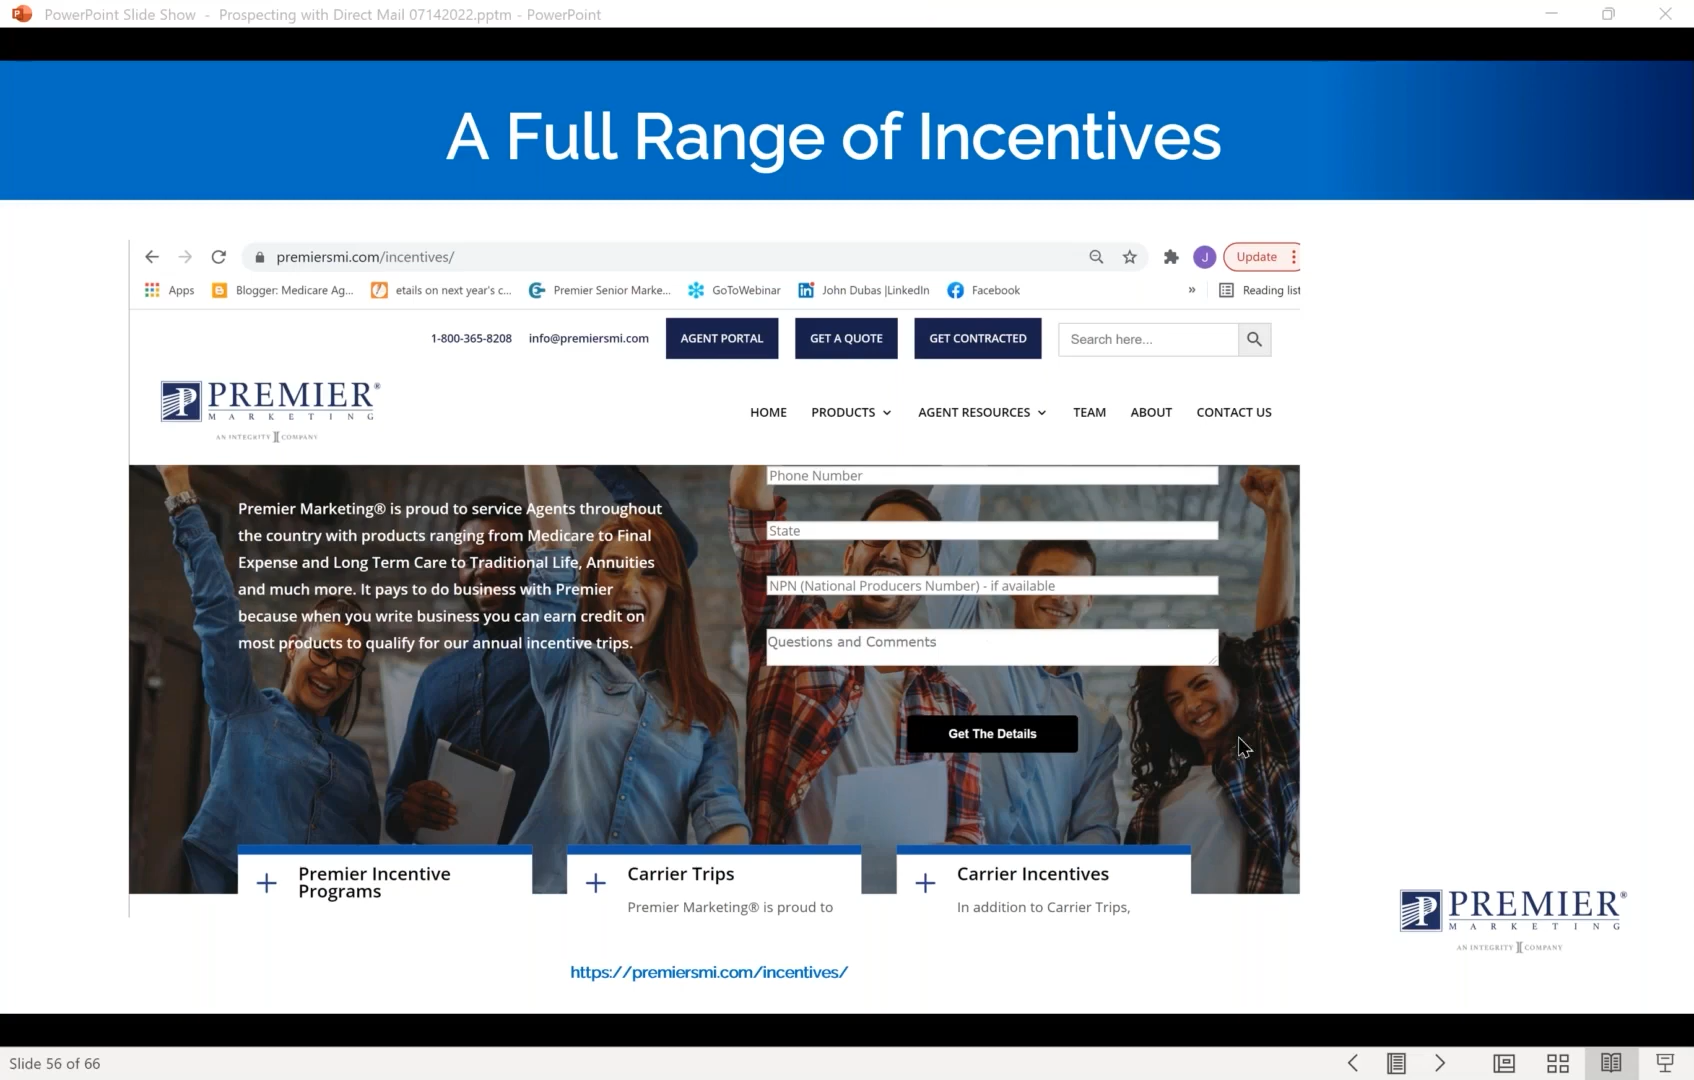 PowerPoint Slide Show - Prospecting with Direct Mail 07142022.pptm - PowerPoint
A Full Range of Incentives
premiersmi.com/incentives/
J
Update
Apps
Blogger: Medicare Ag...
etails on next year's c...
Premier Senior Marke...
GoToWebinar
John Dubas |LinkedIn
Facebook
»
Reading list
1-800-365-8208
info@premiersmi.com
AGENT PORTAL
GET A QUOTE
GET CONTRACTED
Search here...
PREMIER®
MARKETING
AN INTEGRITY COMPANY
HOME
PRODUCTS
AGENT RESOURCES
TEAM
ABOUT
CONTACT US
Premier Marketing® is proud to service Agents throughout
the country with products ranging from Medicare to Final
Expense and Long Term Care to Traditional Life, Annuities
and much more. It pays to do business with Premier
because when you write business you can earn credit on
most products to qualify for our annual incentive trips.
Phone Number
State
NPN (National Producers Number) - if available
Questions and Comments
Get The Details
Premier Incentive
Programs
Carrier Trips
Premier Marketing® is proud to
Carrier Incentives
In addition to Carrier Trips,
PREMIER®
MARKETING
AN INTEGRITY COMPANY
https://premiersmi.com/incentives/
Slide 56 of 66